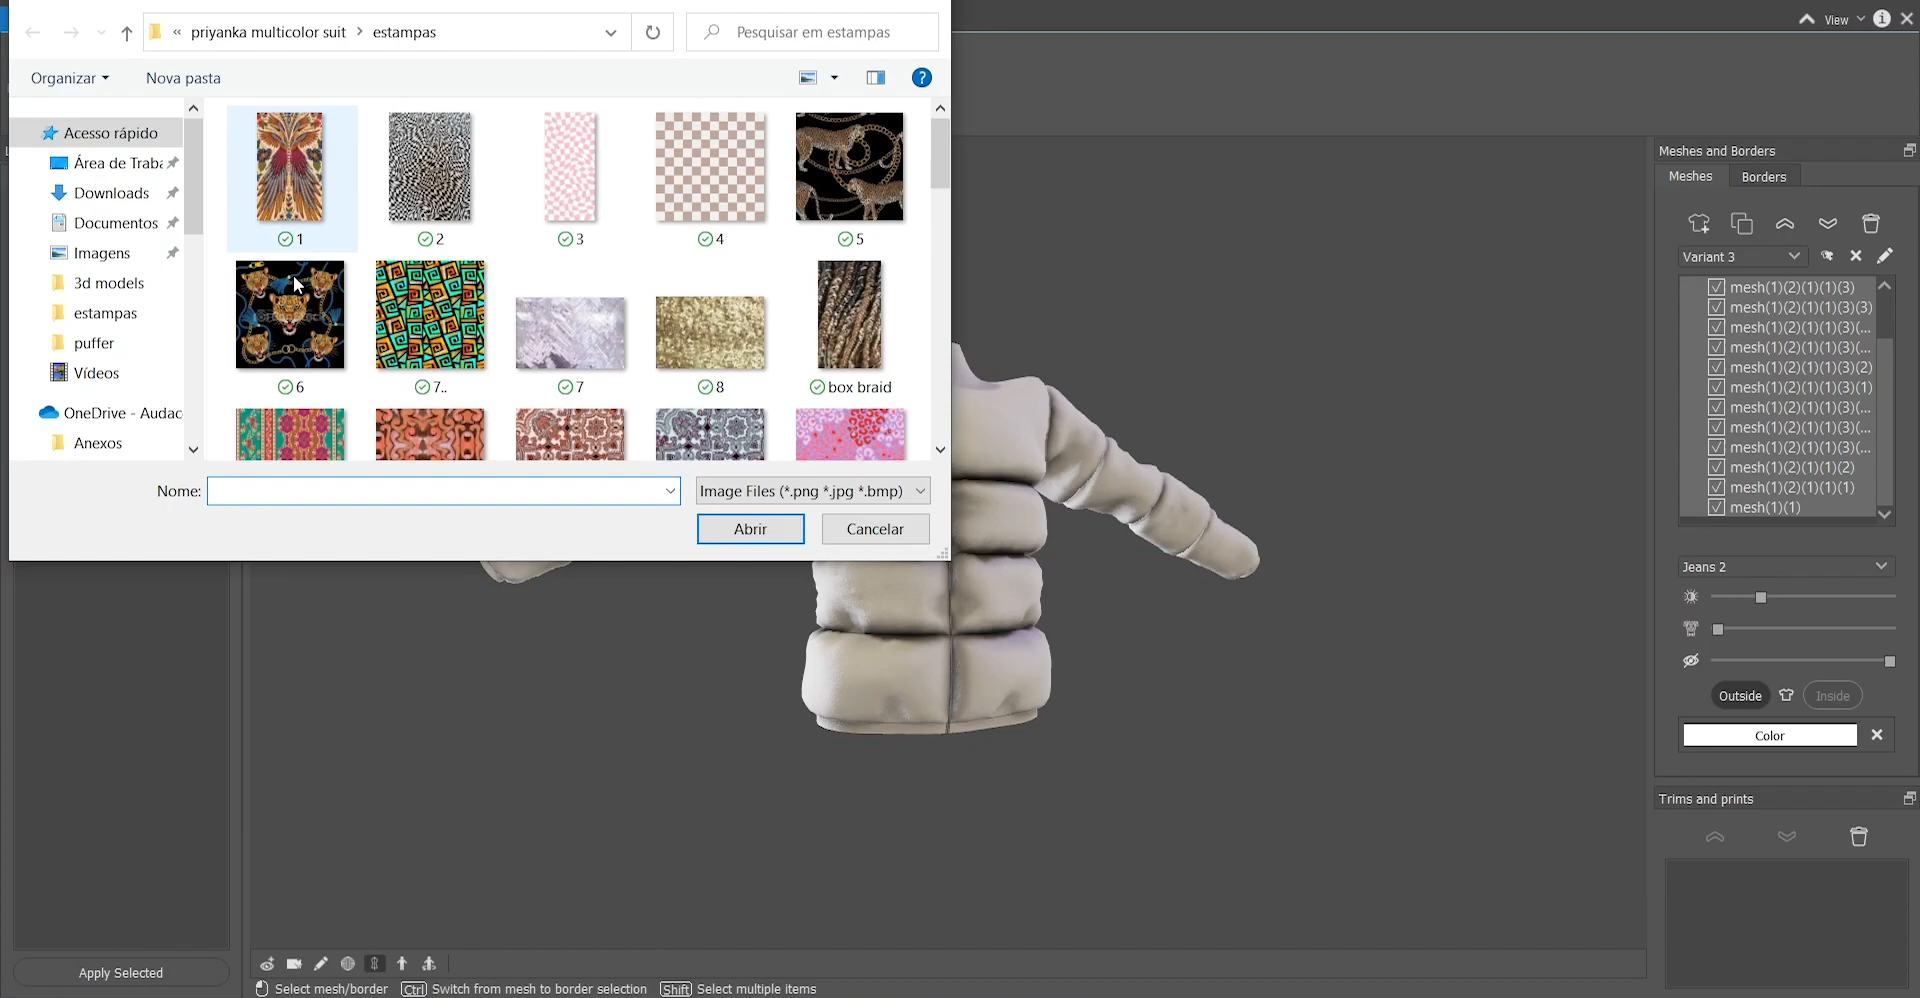 « priyanka multicolor suit > estampas
Pesquisar em estampas
View
Organizar
Nova pasta
Acesso rápido
Área de Traba
Downloads
Documentos
Imagens
3d models
estampas
puffer
Vídeos
OneDrive - Audac
Anexos
1
2
3
4
5
6
7..
7
8
box braid
Nome:
Image Files (*.png *.jpg *.bmp)
Abrir
Cancelar
Meshes and Borders
Meshes
Borders
Variant 3
mesh(1)(2)(1)(1)(3)
mesh(1)(2)(1)(1)(3)(3)
mesh(1)(2)(1)(1)(3)(...
mesh(1)(2)(1)(1)(3)(...
mesh(1)(2)(1)(1)(3)(2)
mesh(1)(2)(1)(1)(3)(1)
mesh(1)(2)(1)(1)(3)(...
mesh(1)(2)(1)(1)(3)(...
mesh(1)(2)(1)(1)(3)(...
mesh(1)(2)(1)(1)(2)
mesh(1)(2)(1)(1)(1)
mesh(1)(1)
Jeans 2
Outside
Inside
Color
Trims and prints
Apply Selected
Select mesh/border
Ctrl Switch from mesh to border selection
Shift Select multiple items